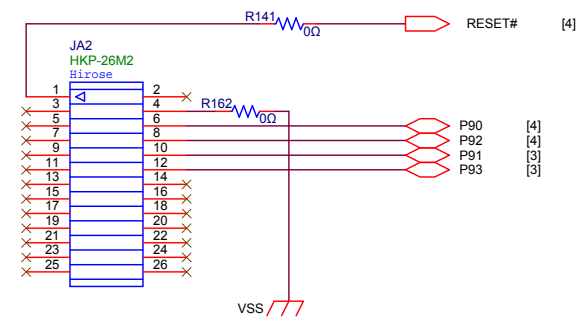 R141
0Ω
RESET# [4]
JA2
HKP-26M2
Hirose
1 2
3 4
R162
0Ω
5 6
P90 [4]
7 8
P92 [4]
9 10
P91 [3]
11 12
P93 [3]
13 14
15 16
17 18
19 20
21 22
23 24
25 26
VSS